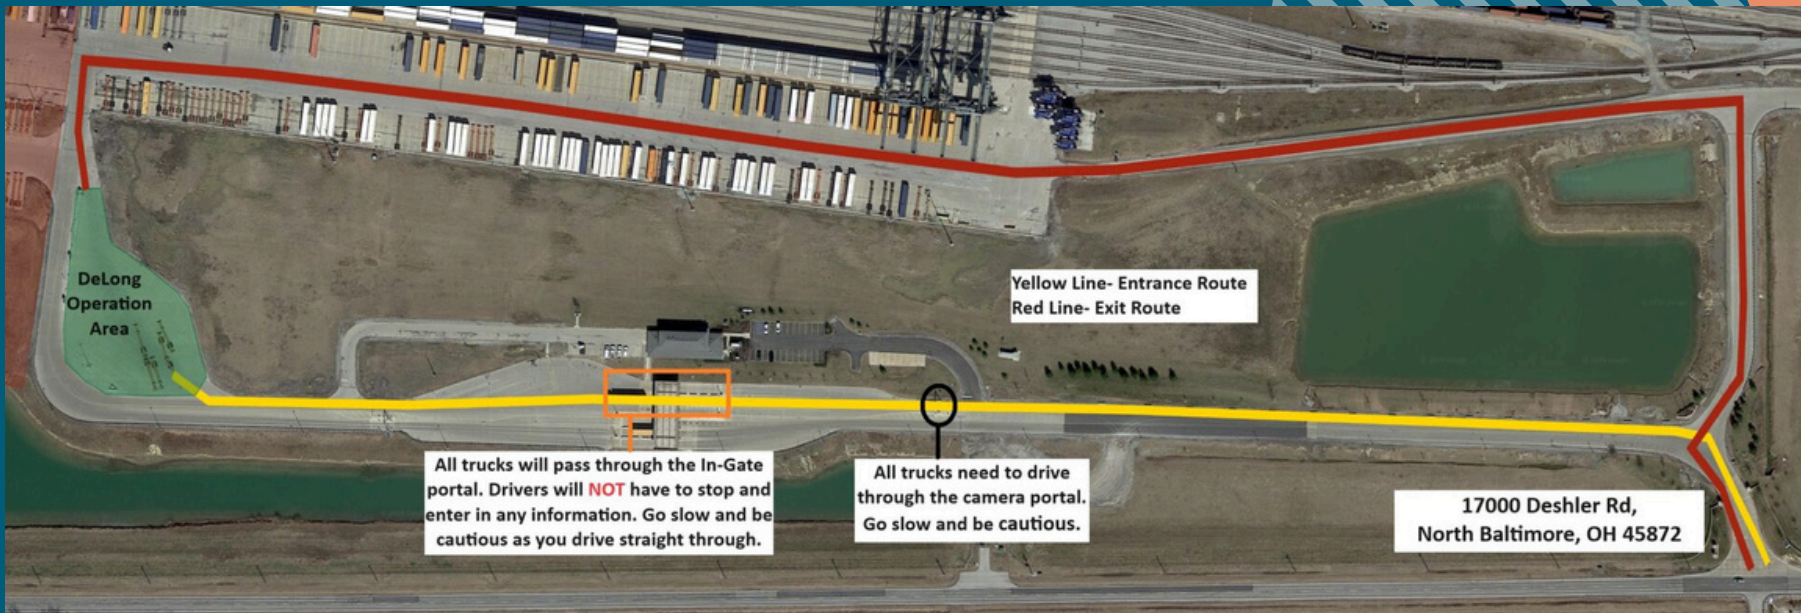 DeLong
Operation
Area
Yellow Line- Entrance Route
Red Line- Exit Route
All trucks will pass through the In-Gate
portal. Drivers will NOT have to stop and
enter in any information. Go slow and be
cautious as you drive straight through.
All trucks need to drive
through the camera portal.
Go slow and be cautious.
17000 Deshler Rd,
North Baltimore, OH 45872